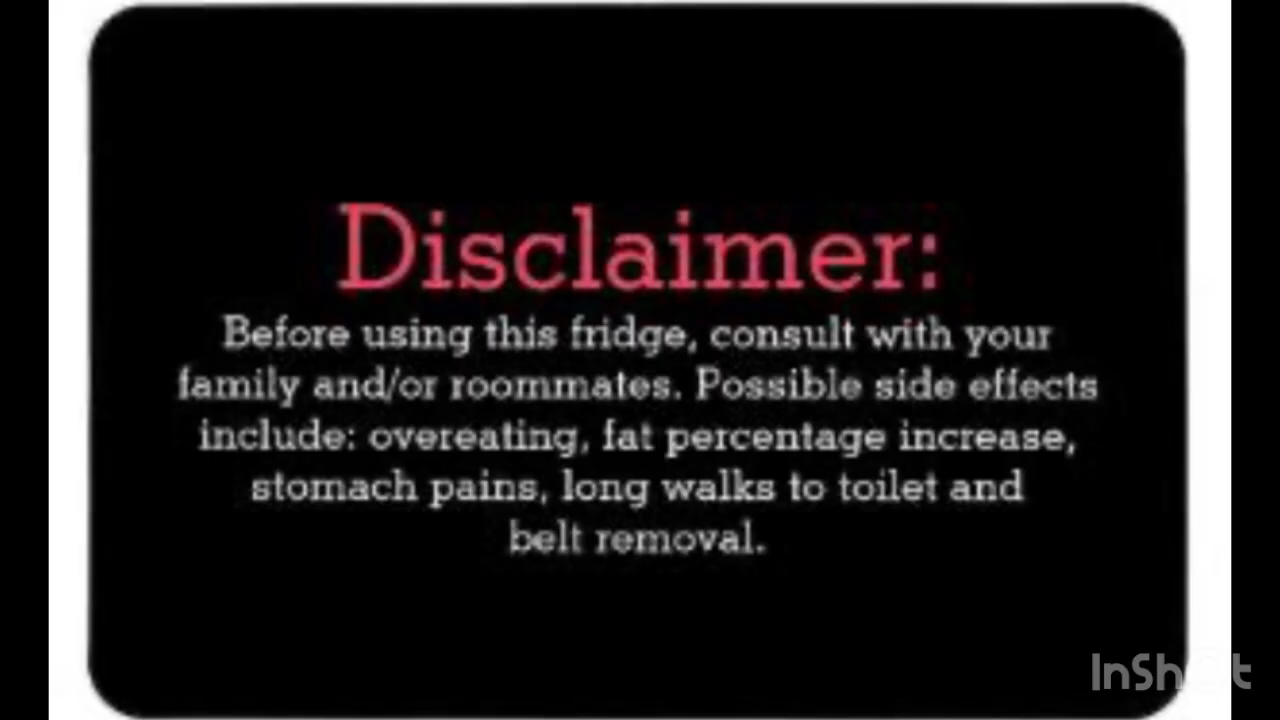 Disclaimer:
Before using this fridge, consult with your
family and/or roommates. Possible side effects
include: overeating, fat percentage increase,
stomach pains, long walks to toilet and
belt removal.
InShOt